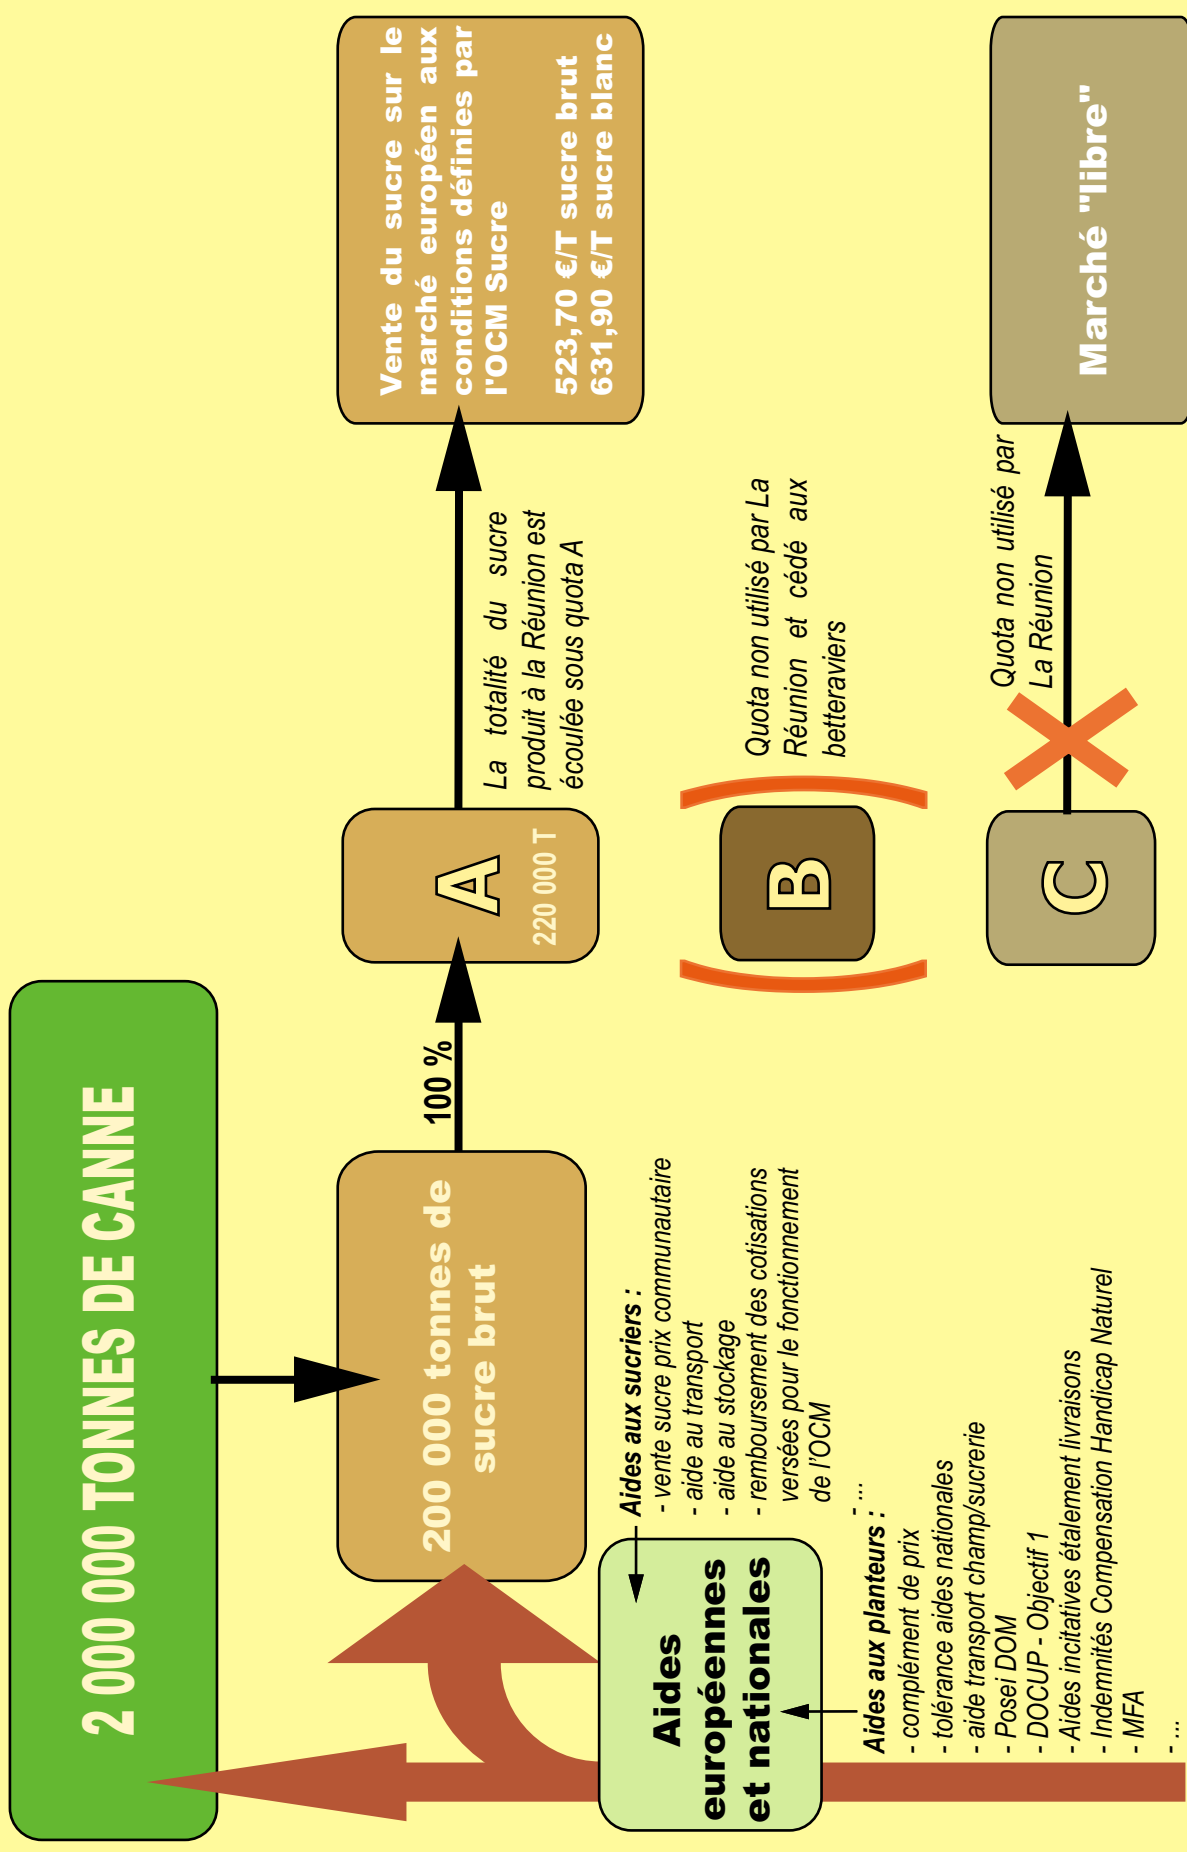 2 000 000 TONNES DE CANNE
200 000 tonnes de
sucre brut
100 %
A
220 000 T
La totalité du sucre
produit à la Réunion est
écoulée sous quota A
Vente du sucre sur le
marché européen aux
conditions définies par
l'OCM Sucre
523,70 €/T sucre brut
631,90 €/T sucre blanc
B
Quota non utilisé par La
Réunion et cédé aux
betteraviers
C
Quota non utilisé par
La Réunion
Marché "libre"
Aides
européennes
et nationales
Aides aux sucriers :
- vente sucre prix communautaire
- aide au transport
- aide au stockage
- remboursement des cotisations
versées pour le fonctionnement
de l'OCM
- ...
Aides aux planteurs :
- complément de prix
- tolérance aides nationales
- aide transport champ/sucrerie
- Posei DOM
- DOCUP - Objectif 1
- Aides incitatives étalement livraisons
- Indemnités Compensation Handicap Naturel
- MFA
- ...